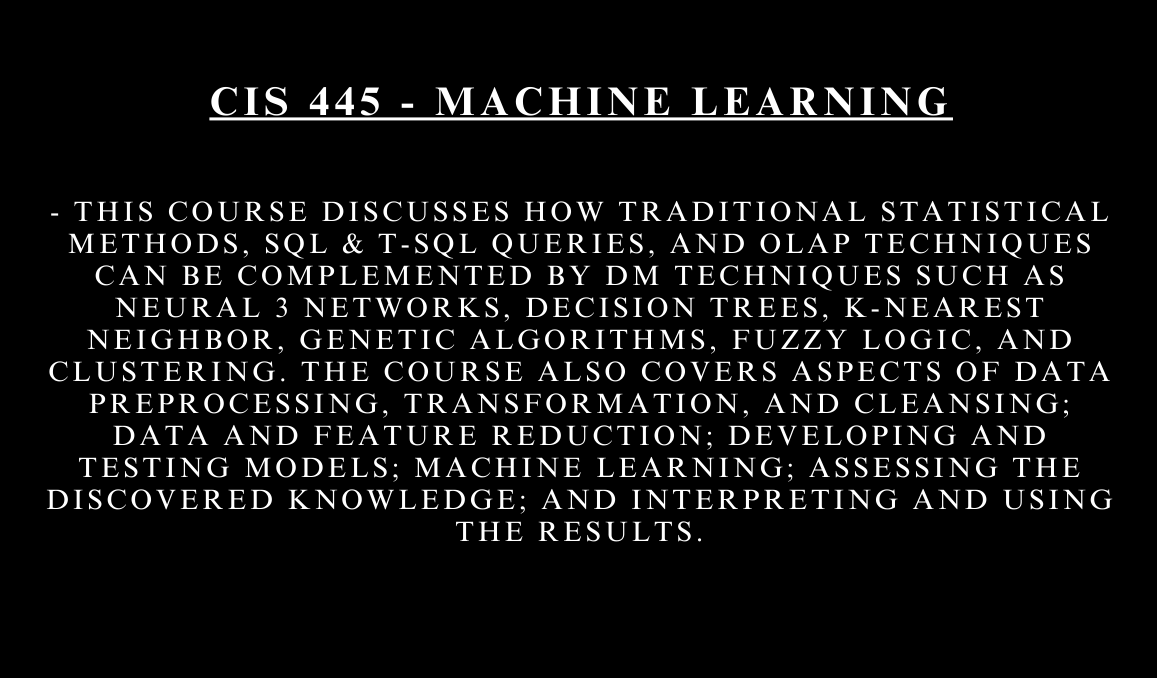 CIS 445 - MACHINE LEARNING
- THIS COURSE DISCUSSES HOW TRADITIONAL STATISTICAL
METHODS, SQL & T-SQL QUERIES, AND OLAP TECHNIQUES
CAN BE COMPLEMENTED BY DM TECHNIQUES SUCH AS
NEURAL 3 NETWORKS, DECISION TREES, K-NEAREST
NEIGHBOR, GENETIC ALGORITHMS, FUZZY LOGIC, AND
CLUSTERING. THE COURSE ALSO COVERS ASPECTS OF DATA
PREPROCESSING, TRANSFORMATION, AND CLEANSING;
DATA AND FEATURE REDUCTION; DEVELOPING AND
TESTING MODELS; MACHINE LEARNING; ASSESSING THE
DISCOVERED KNOWLEDGE; AND INTERPRETING AND USING
THE RESULTS.